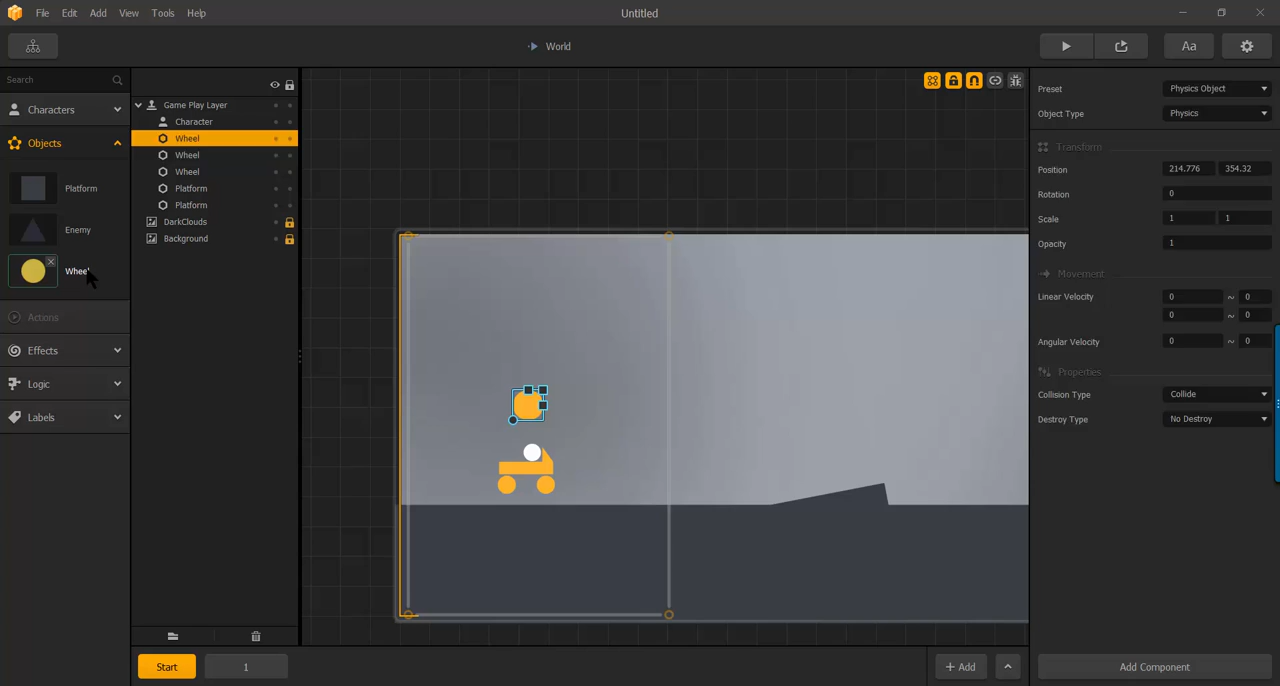 File Edit Add View Tools Help
Untitled
World
Aa
Search
Characters
Objects
Platform
Enemy
Wheel
Actions
Effects
Logic
Labels
Game Play Layer
Character
Wheel
Wheel
Wheel
Platform
Platform
DarkClouds
Background
Preset Physics Object
Object Type Physics
Transform
Position 214.776 354.32
Rotation 0
Scale 1 1
Opacity 1
Movement
Linear Velocity 0 ~ 0
0 ~ 0
Angular Velocity 0 ~ 0
Properties
Collision Type Collide
Destroy Type No Destroy
Start 1 + Add
Add Component